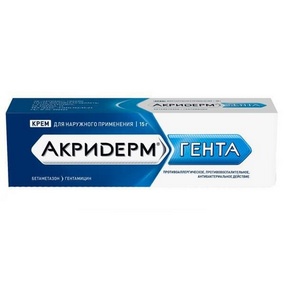 КРЕМ
ДЛЯ НАРУЖНОГО ПРИМЕНЕНИЯ | 15 г
АКРИДЕРМ® ГЕНТА
БЕТАМЕТАЗОН ГЕНТАМИЦИН
ПРОТИВОАЛЛЕРГИЧЕСКОЕ, ПРОТИВОВОСПАЛИТЕЛЬНОЕ,
АНТИБАКТЕРИАЛЬНОЕ ДЕЙСТВИЕ